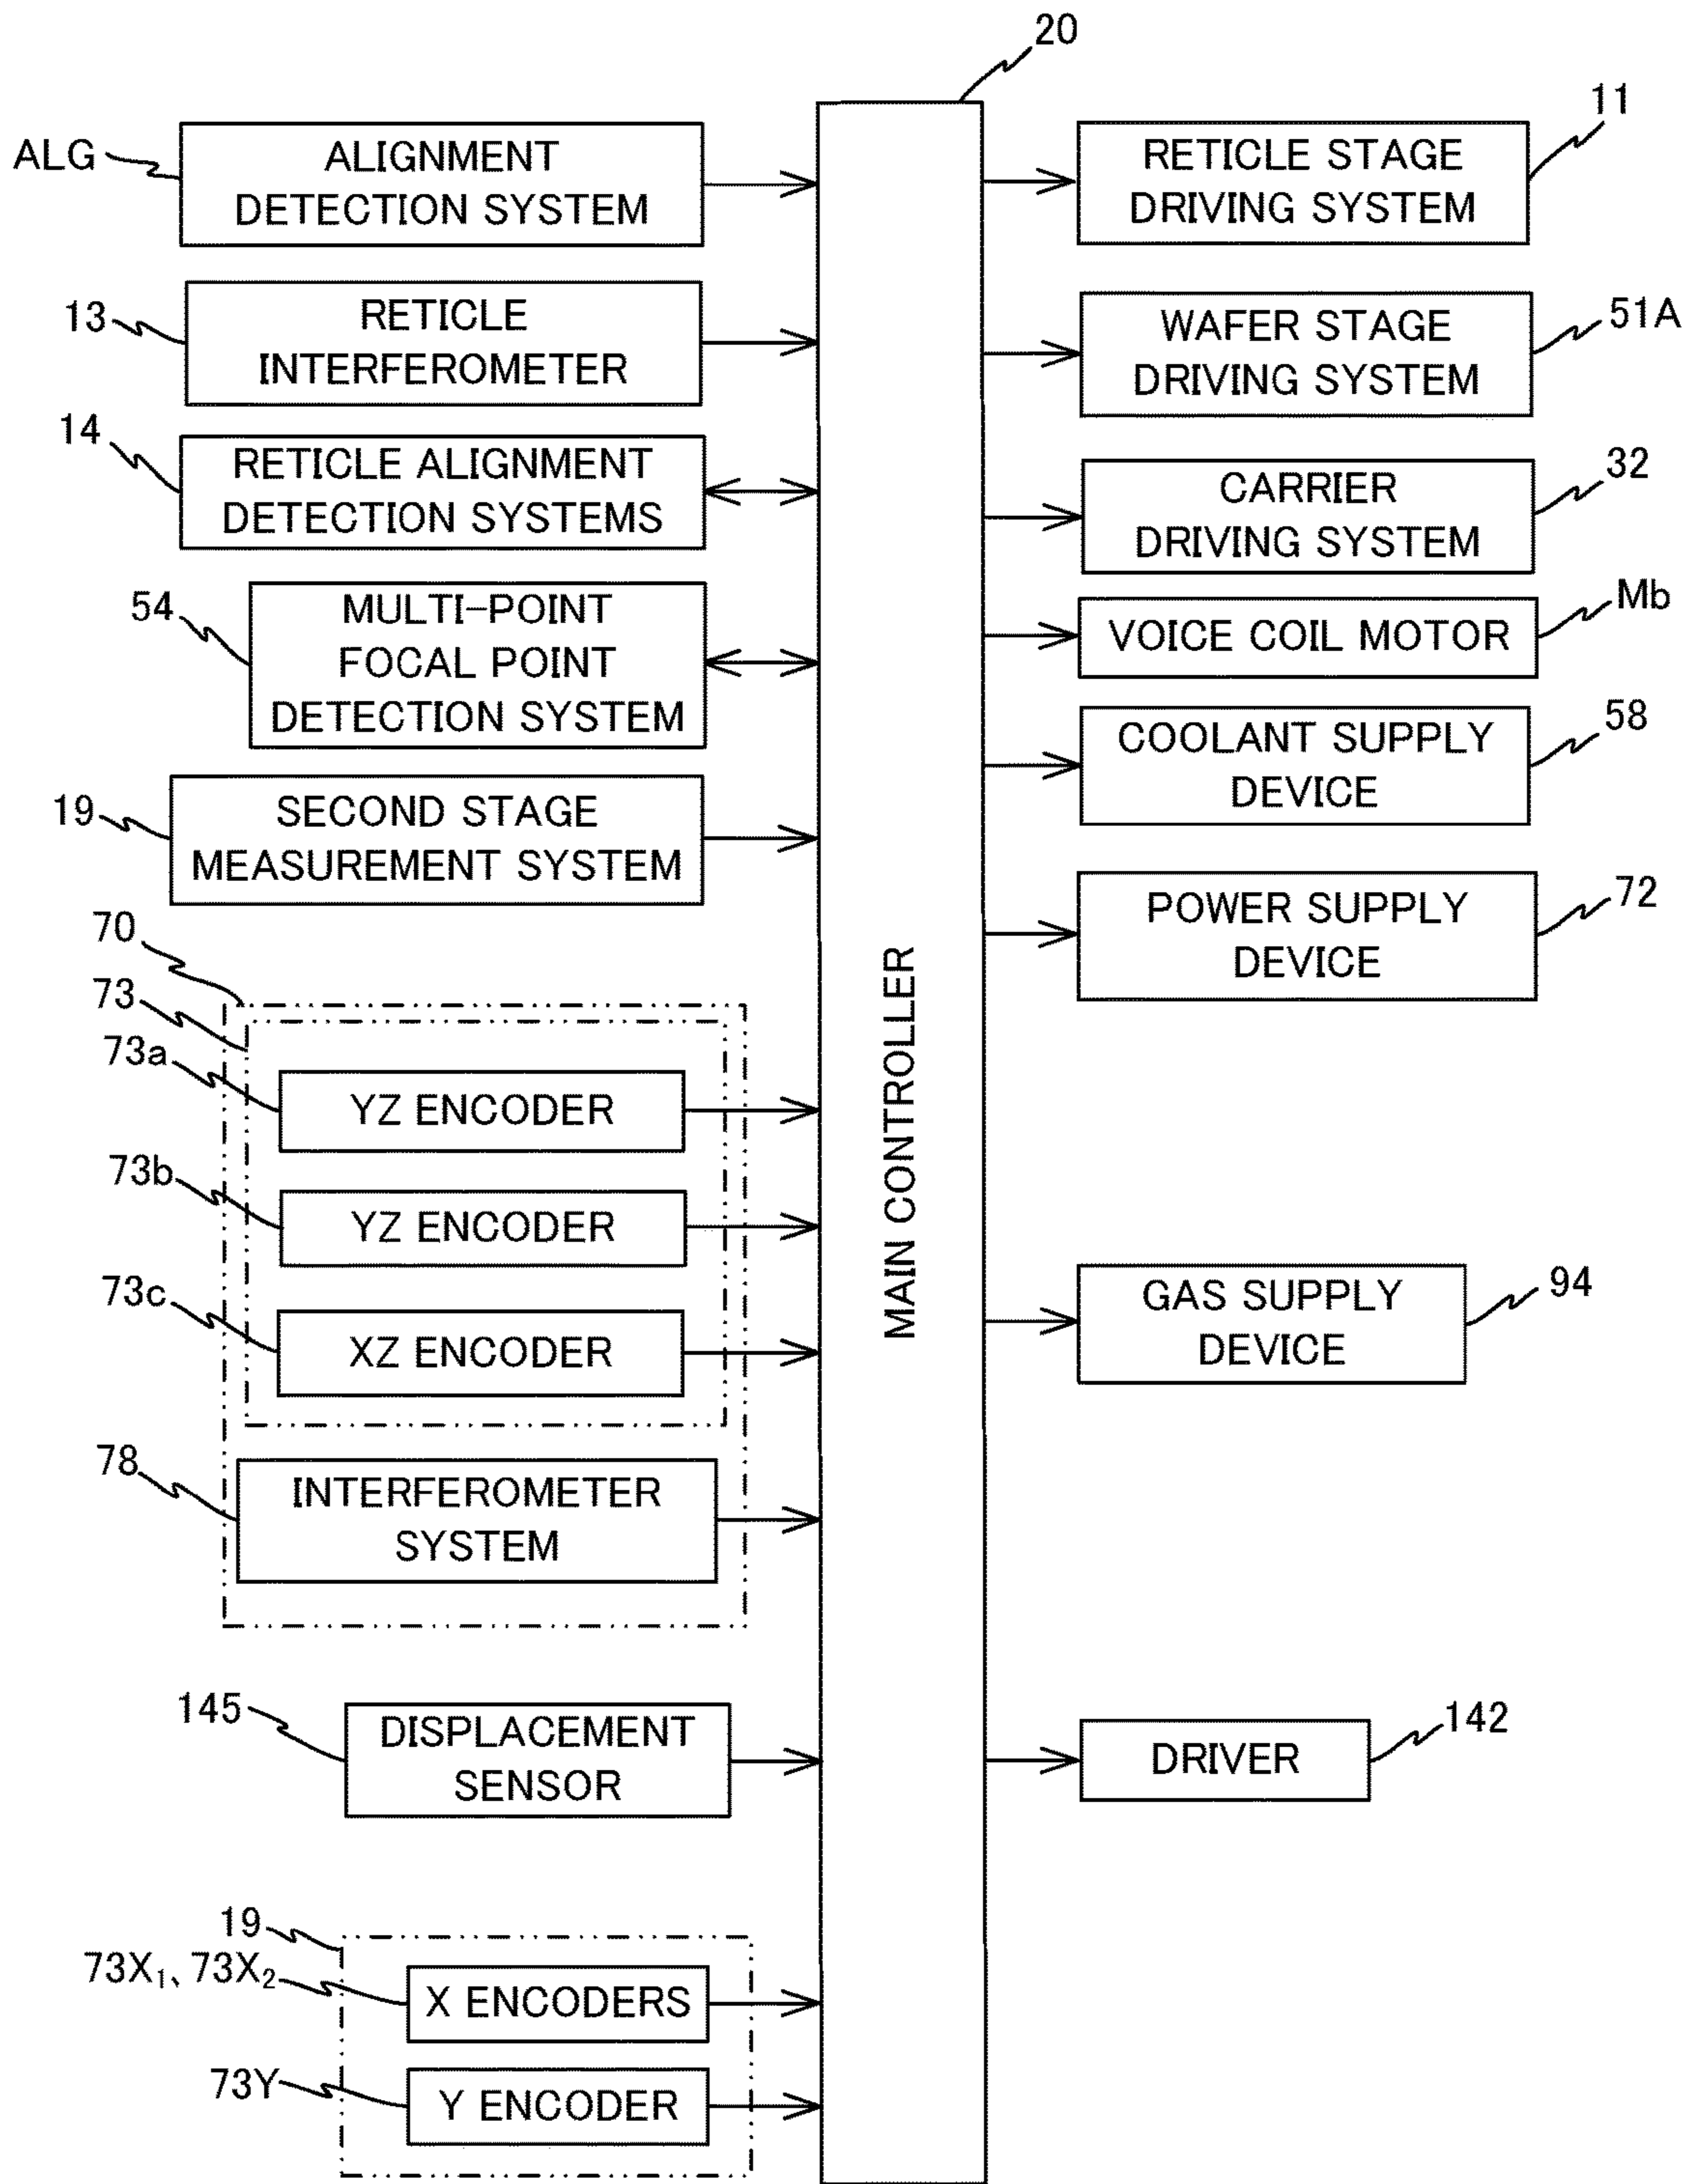 20
ALG
ALIGNMENT
DETECTION SYSTEM
13
RETICLE
INTERFEROMETER
14
RETICLE ALIGNMENT
DETECTION SYSTEMS
54
MULTI-POINT
FOCAL POINT
DETECTION SYSTEM
19
SECOND STAGE
MEASUREMENT SYSTEM
70
73
73a
YZ ENCODER
73b
YZ ENCODER
73c
XZ ENCODER
78
INTERFEROMETER
SYSTEM
145
DISPLACEMENT
SENSOR
19
73X₁、73X₂
X ENCODERS
73Y
Y ENCODER
MAIN CONTROLLER
11
RETICLE STAGE
DRIVING SYSTEM
51A
WAFER STAGE
DRIVING SYSTEM
32
CARRIER
DRIVING SYSTEM
Mb
VOICE COIL MOTOR
58
COOLANT SUPPLY
DEVICE
72
POWER SUPPLY
DEVICE
94
GAS SUPPLY
DEVICE
142
DRIVER